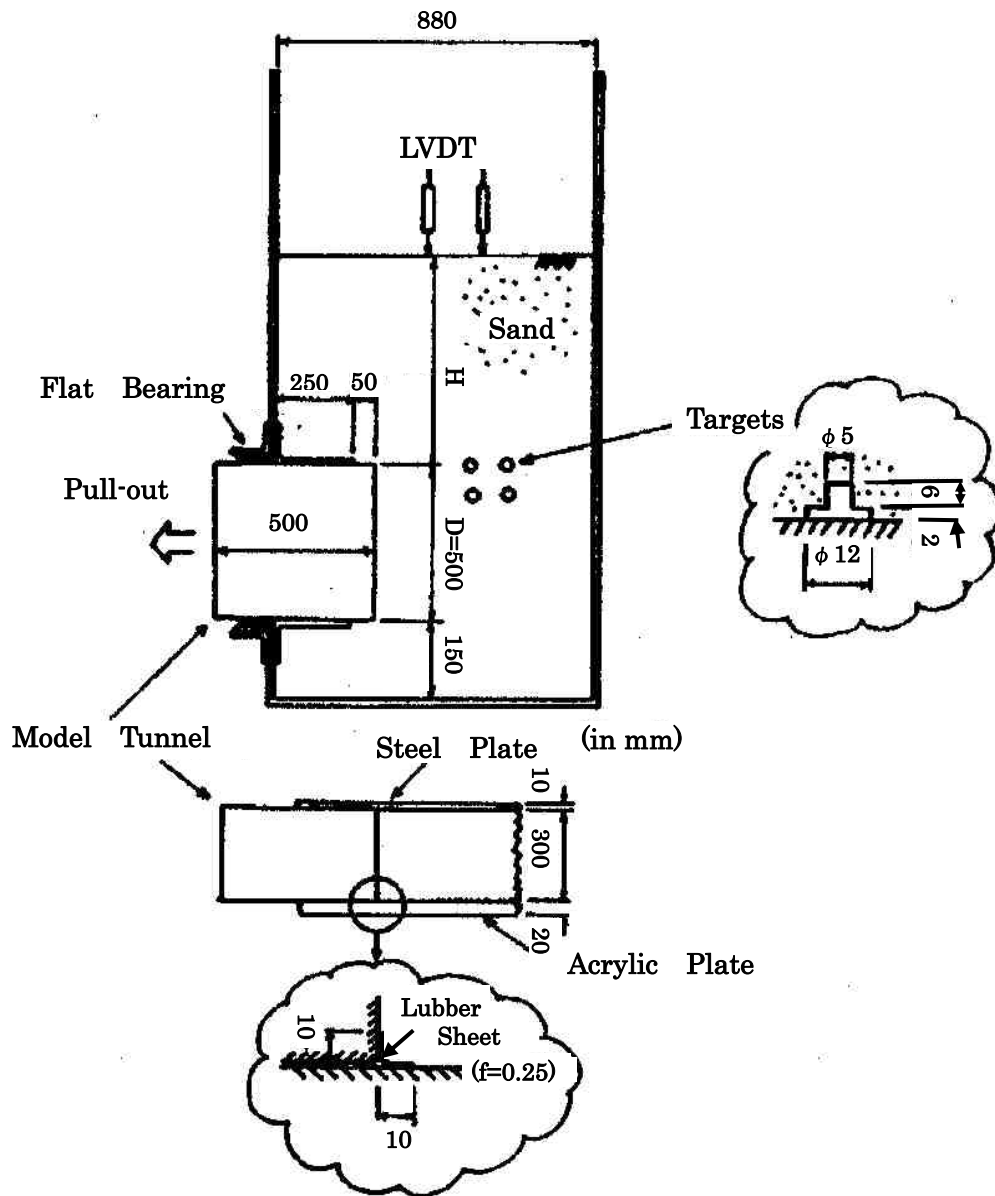 880
LVDT
Sand
H
250
50
Flat Bearing
Targets
Pull-out
500
D=500
150
φ 5
6
2
φ 12
Model Tunnel
(in mm)
Steel Plate
10
300
20
Acrylic Plate
Lubber
Sheet
(f=0.25)
10
10